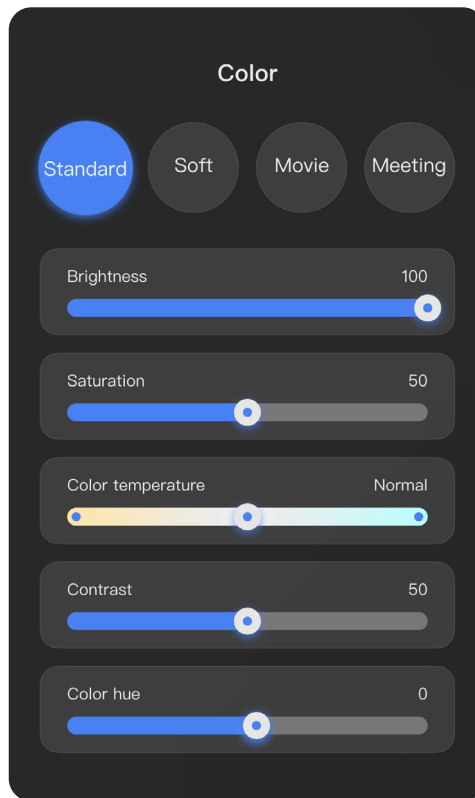 Color
Standard Soft Movie Meeting
Brightness 100
Saturation 50
Color temperature Normal
Contrast 50
Color hue 0